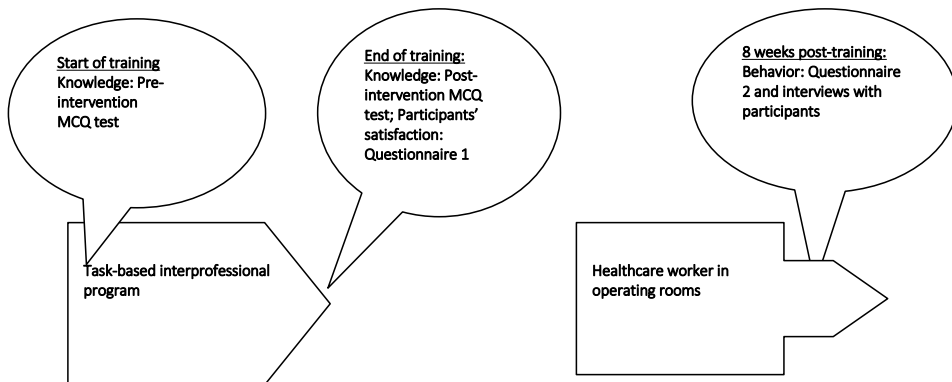 Start of training
Knowledge: Pre-
intervention
MCQ test
End of training:
Knowledge: Post-
intervention MCQ
test; Participants’
satisfaction:
Questionnaire 1
8 weeks post-training:
Behavior: Questionnaire
2 and interviews with
participants
Task-based interprofessional
program
Healthcare worker in
operating rooms